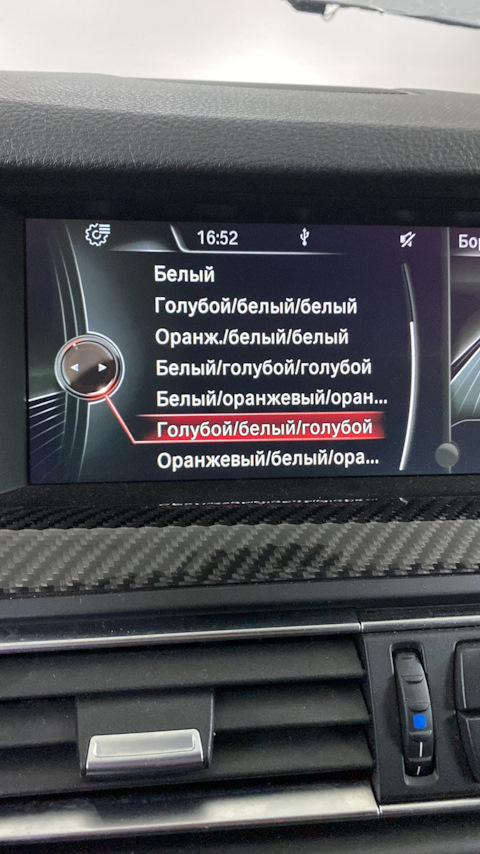 16:52
Бор
Белый
Голубой/белый/белый
Оранж./белый/белый
Белый/голубой/голубой
Белый/оранжевый/оран...
Голубой/белый/голубой
Оранжевый/белый/ора...